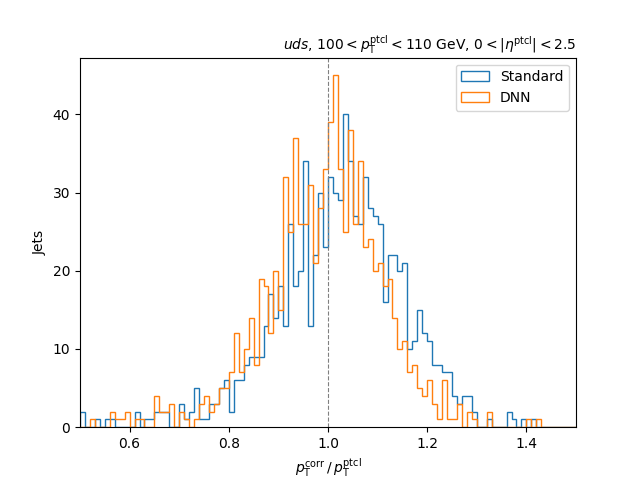 uds, 100 < p_T^ptcl < 110 GeV, 0 < |η^ptcl| < 2.5
Standard
DNN
40
30
20
10
0
Jets
0.6 0.8 1.0 1.2 1.4
p_T^corr / p_T^ptcl